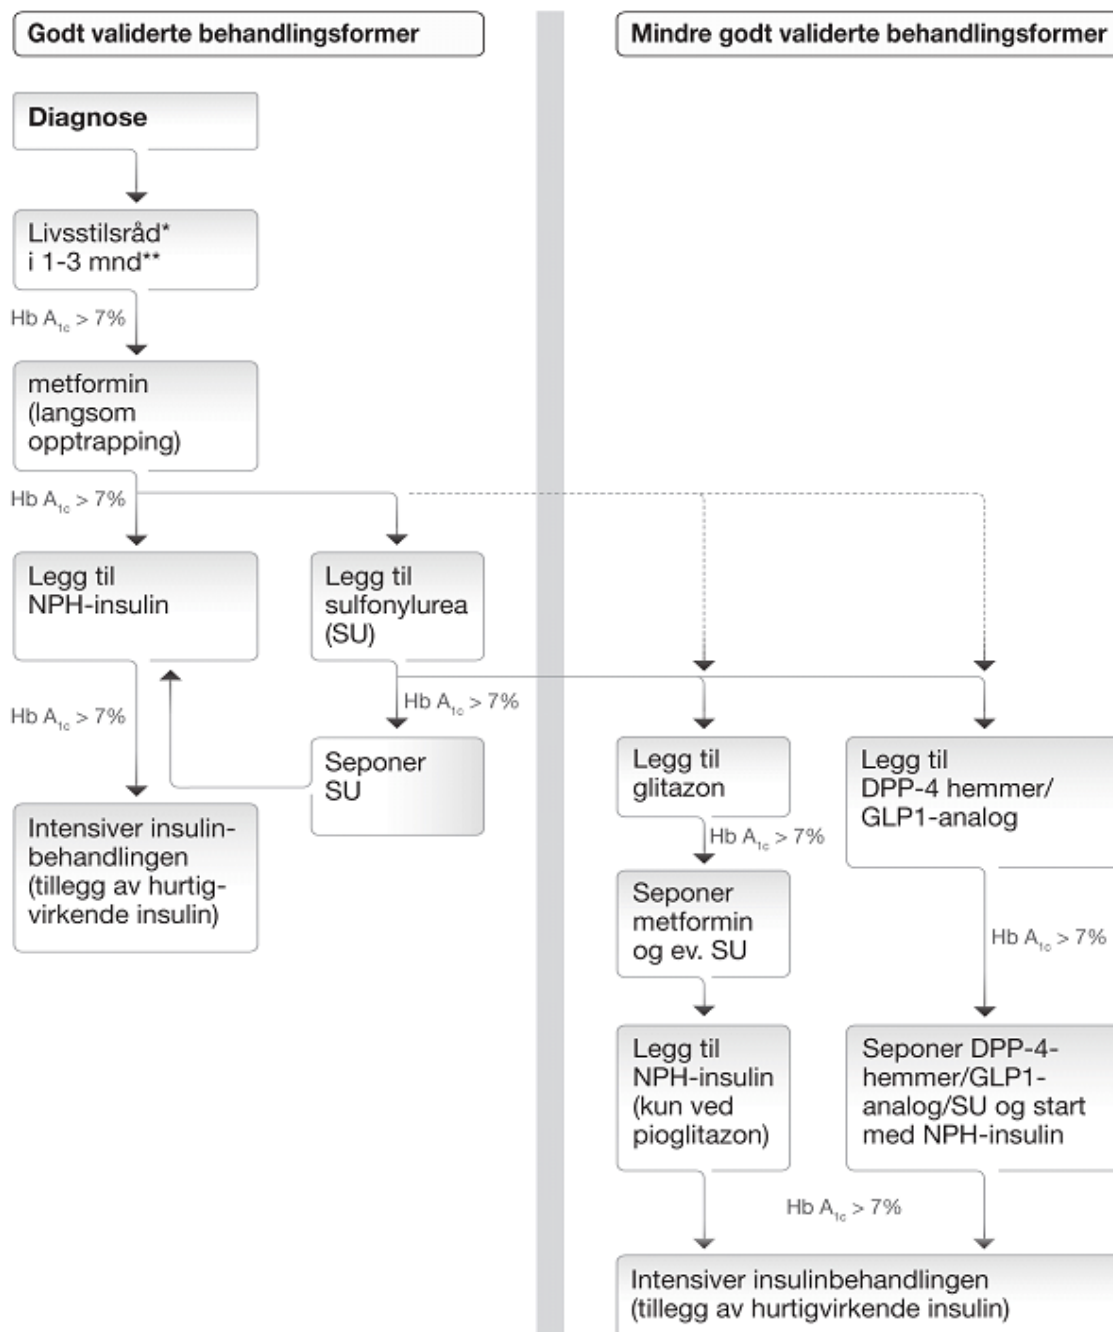 Godt validerte behandlingsformer
Diagnose
Livsstilsråd*
i 1-3 mnd**
Hb A1c > 7%
metformin
(langsom
opptrapping)
Hb A1c > 7%
Legg til
NPH-insulin
Legg til
sulfonylurea
(SU)
Hb A1c > 7%
Hb A1c > 7%
Seponer
SU
Intensiver insulin-
behandlingen
(tillegg av hurtig-
virkende insulin)
Mindre godt validerte behandlingsformer
Legg til
glitazon
Hb A1c > 7%
Seponer
metformin
og ev. SU
Legg til
NPH-insulin
(kun ved
pioglitazon)
Legg til
DPP-4 hemmer/
GLP1-analog
Hb A1c > 7%
Seponer DPP-4-
hemmer/GLP1-
analog/SU og start
med NPH-insulin
Hb A1c > 7%
Intensiver insulinbehandlingen
(tillegg av hurtigvirkende insulin)